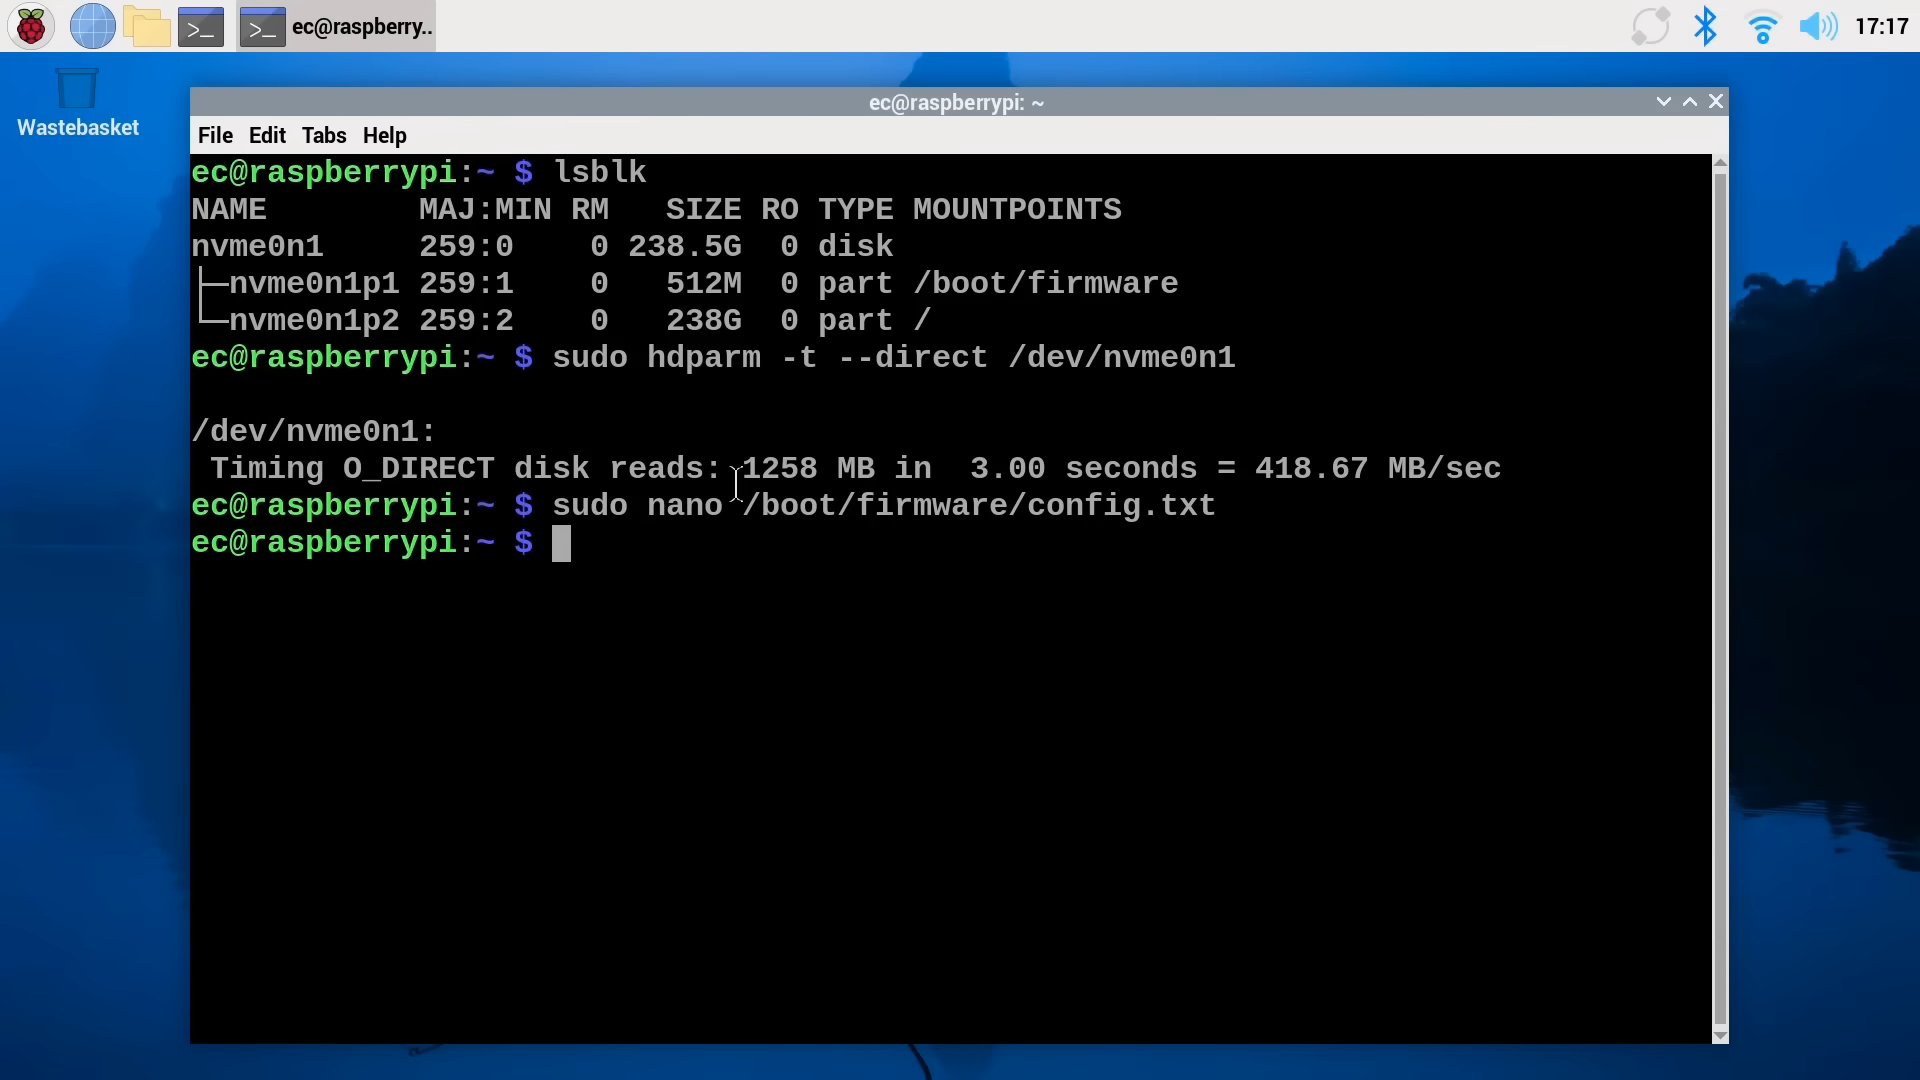 >_ >_ ec@raspberry.. 17:17
Wastebasket
ec@raspberrypi: ~
File Edit Tabs Help
ec@raspberrypi:~ $ lsblk
NAME        MAJ:MIN RM   SIZE RO TYPE MOUNTPOINTS
nvme0n1     259:0    0 238.5G  0 disk
├─nvme0n1p1 259:1    0   512M  0 part /boot/firmware
└─nvme0n1p2 259:2    0   238G  0 part /
ec@raspberrypi:~ $ sudo hdparm -t --direct /dev/nvme0n1
/dev/nvme0n1:
 Timing O_DIRECT disk reads: 1258 MB in  3.00 seconds = 418.67 MB/sec
ec@raspberrypi:~ $ sudo nano /boot/firmware/config.txt
ec@raspberrypi:~ $